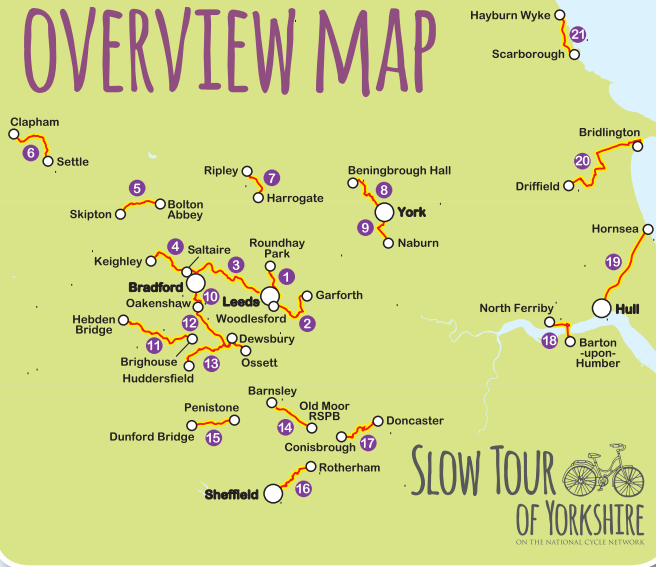 OVERVIEW MAP
Hayburn Wyke
21
Scarborough
Clapham
6
Settle
Bridlington
20
Driffield
Ripley
7
Harrogate
Beningbrough Hall
8
York
9
Naburn
5
Skipton
Bolton
Abbey
Hornsea
19
Hull
Keighley
4
Saltaire
3
Roundhay
Park
1
Bradford
10
Leeds
Garforth
Oakenshaw
Woodlesford
2
Hebden
Bridge
12
11
Dewsbury
Brighouse
13
Ossett
Huddersfield
North Ferriby
18
Barton
-upon-
Humber
Barnsley
Old Moor
RSPB
14
Penistone
Dunford Bridge
15
Doncaster
Conisbrough
17
Rotherham
16
Sheffield
SLOW TOUR
OF YORKSHIRE
ON THE NATIONAL CYCLE NETWORK